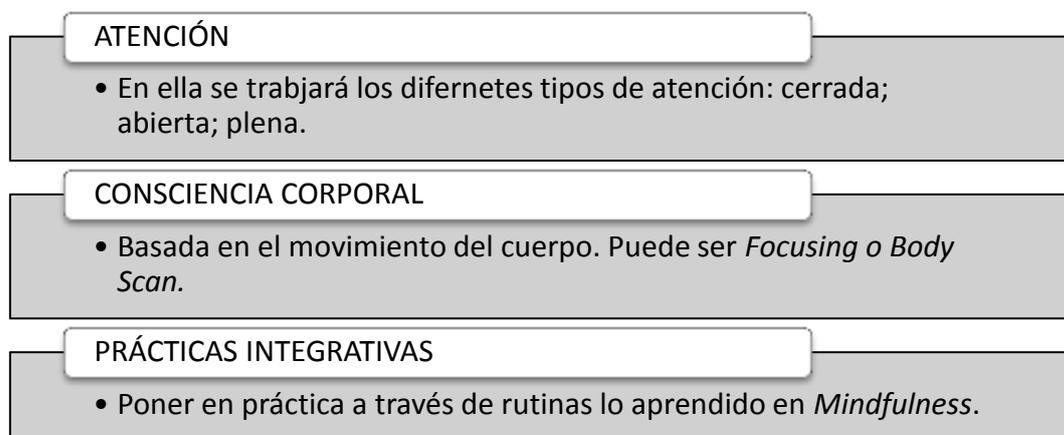 ATENCIÓN
• En ella se trabjará los difernetes tipos de atención: cerrada;
abierta; plena.
CONSCIENCIA CORPORAL
• Basada en el movimiento del cuerpo. Puede ser Focusing o Body
Scan.
PRÁCTICAS INTEGRATIVAS
• Poner en práctica a través de rutinas lo aprendido en Mindfulness.